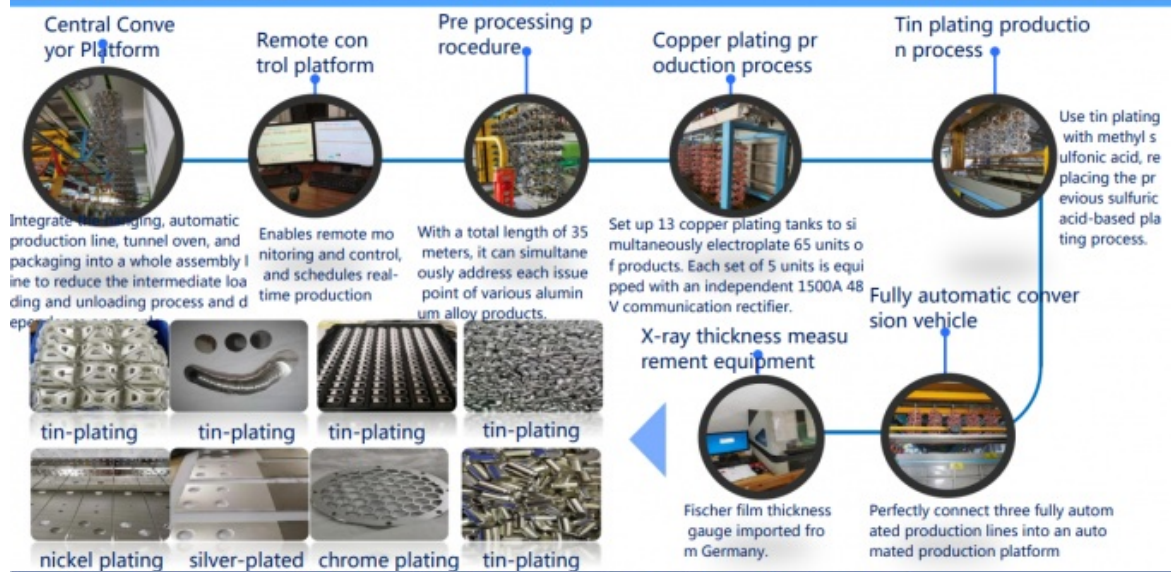 Central Conve
yor Platform
Remote con
trol platform
Pre processing p
rocedure
Copper plating pr
oduction process
Tin plating productio
n process
Integrate hanging, automatic
production line, tunnel oven, and
packaging into a whole assembly l
ine to reduce the intermediate loa
ding and unloading process and d
Enables remote mo
nitoring and control,
and schedules real-
time production
With a total length of 35
meters, it can simultane
ously address each issue
point of various alumin
um alloy products.
Set up 13 copper plating tanks to si
multaneously electroplate 65 units o
f products. Each set of 5 units is equi
pped with an independent 1500A 48
V communication rectifier.
Use tin plating
with methyl s
ulfonic acid, re
placing the pr
evious sulfuric
acid-based pla
ting process.
Fully automatic conver
sion vehicle
X-ray thickness measu
rement equipment
Fischer film thickness
gauge imported fro
m Germany.
Perfectly connect three fully autom
ated production lines into an auto
mated production platform
tin-plating
tin-plating
tin-plating
tin-plating
nickel plating
silver-plated
chrome plating
tin-plating